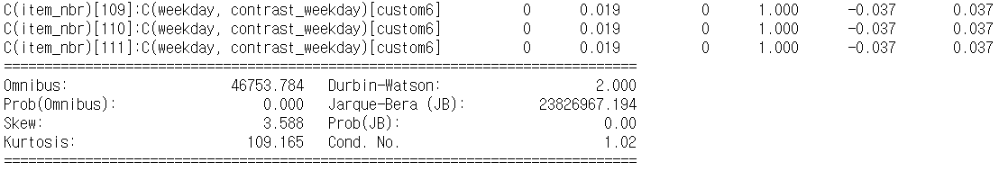 C(item_nbr)[109]:C(weekday, contrast_weekday)[custom6] 0 0.019 0 1.000 -0.037 0.037
C(item_nbr)[110]:C(weekday, contrast_weekday)[custom6] 0 0.019 0 1.000 -0.037 0.037
C(item_nbr)[111]:C(weekday, contrast_weekday)[custom6] 0 0.019 0 1.000 -0.037 0.037
==============================================================================
Omnibus: 46753.784 Durbin-Watson: 2.000
Prob(Omnibus): 0.000 Jarque-Bera (JB): 23826967.194
Skew: 3.588 Prob(JB): 0.00
Kurtosis: 109.165 Cond. No. 1.02
==============================================================================